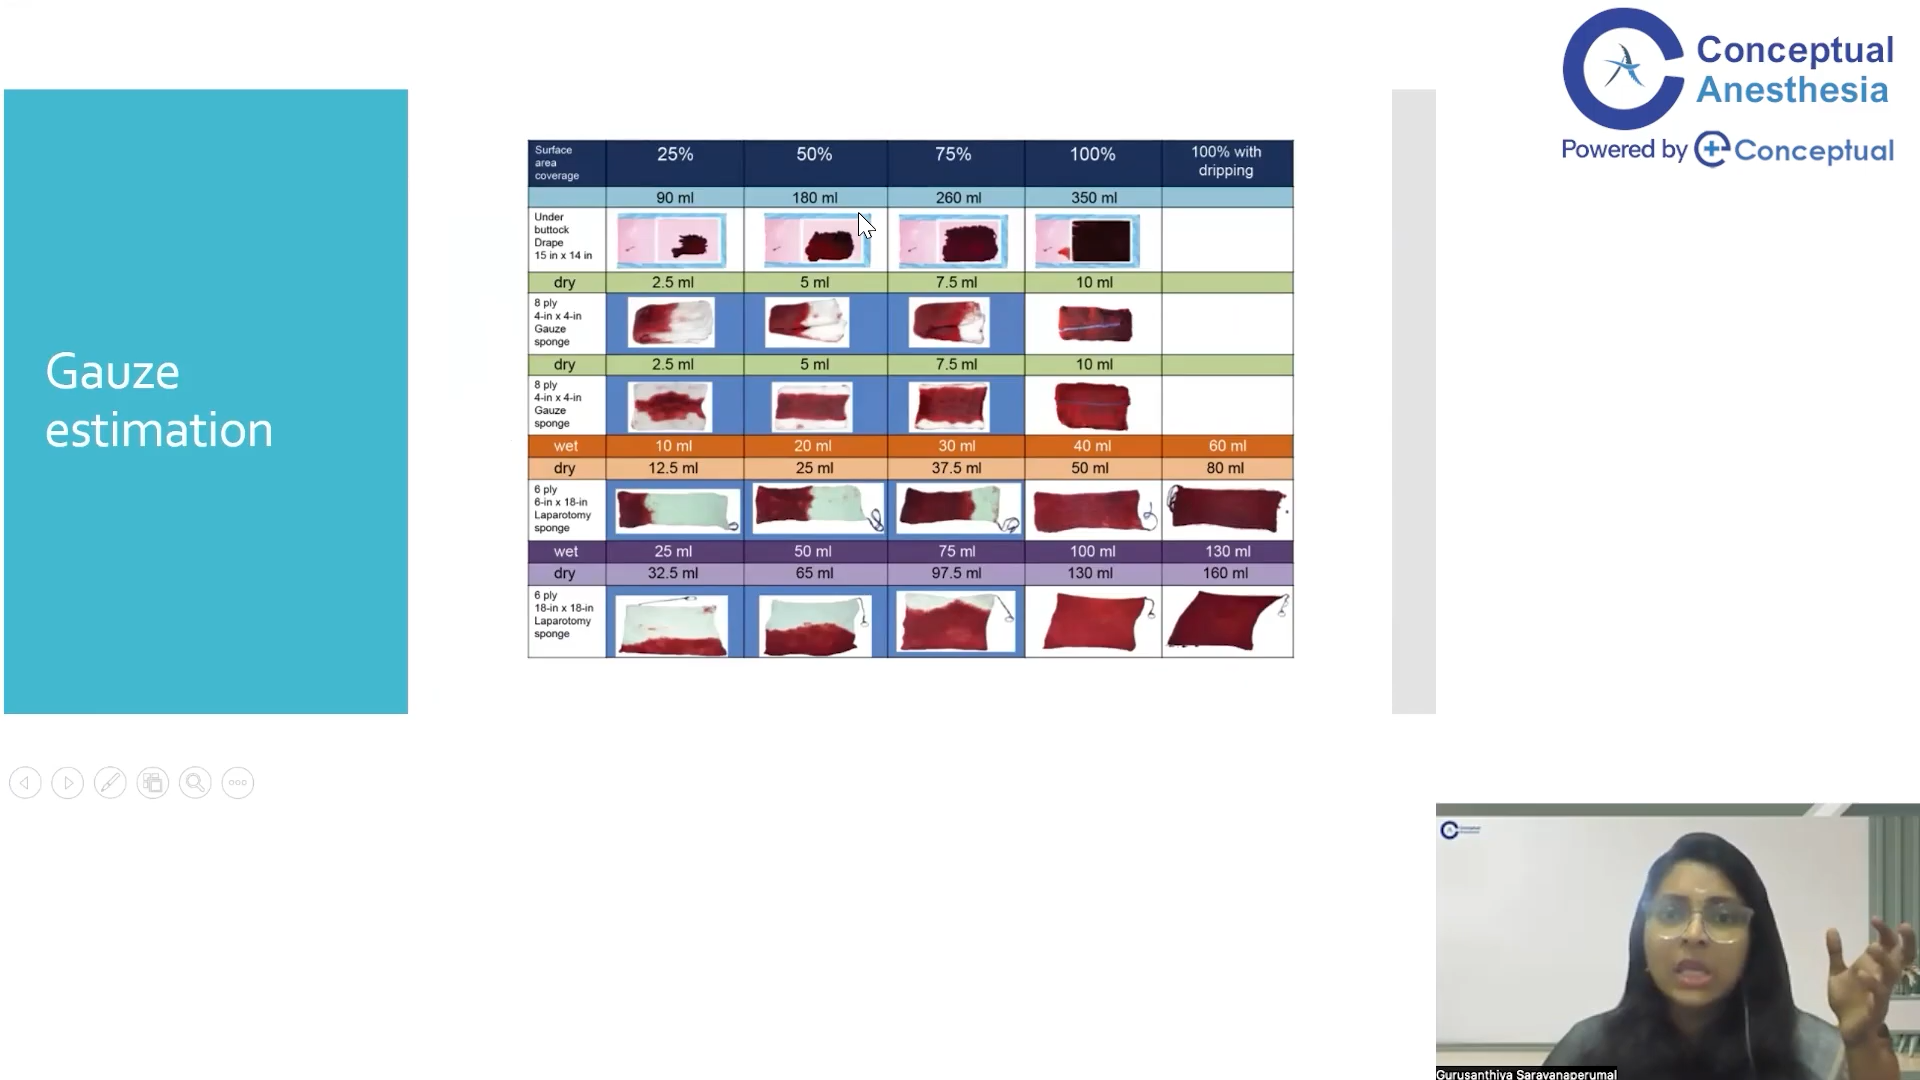 Conceptual
Anesthesia
Powered by Conceptual
Gauze
estimation
Surface
area
coverage
25%
50%
75%
100%
100% with
dripping
90 ml
180 ml
260 ml
350 ml
Under
buttock
Drape
15 in x 14 in
dry
2.5 ml
5 ml
7.5 ml
10 ml
8 ply
4-in x 4-in
Gauze
sponge
dry
2.5 ml
5 ml
7.5 ml
10 ml
8 ply
4-in x 4-in
Gauze
sponge
wet
10 ml
20 ml
30 ml
40 ml
60 ml
dry
12.5 ml
25 ml
37.5 ml
50 ml
80 ml
6 ply
6-in x 18-in
Laparotomy
sponge
wet
25 ml
50 ml
75 ml
100 ml
130 ml
dry
32.5 ml
65 ml
97.5 ml
130 ml
160 ml
6 ply
18-in x 18-in
Laparotomy
sponge
Gurusanthiya Saravanaperumal